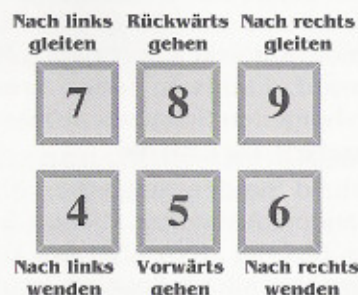 Nach links Rückwärts Nach rechts
gleiten gehen gleiten
7 8 9
4 5 6
Nach links Vorwärts Nach rechts
wenden gehen wenden